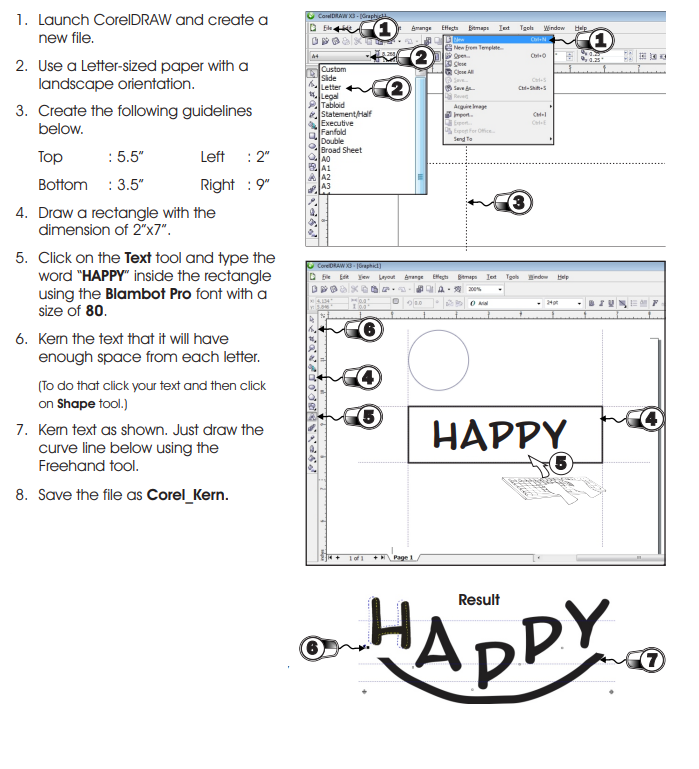 1. Launch CorelDRAW and create a
new file.
2. Use a Letter-sized paper with a
landscape orientation.
3. Create the following guidelines
below.
Top : 5.5” Left : 2”
Bottom : 3.5” Right : 9”
4. Draw a rectangle with the
dimension of 2”x7”.
5. Click on the Text tool and type the
word “HAPPY” inside the rectangle
using the Blambot Pro font with a
size of 80.
6. Kern the text that it will have
enough space from each letter.
(To do that click your text and then click
on Shape tool.)
7. Kern text as shown. Just draw the
curve line below using the
Freehand tool.
8. Save the file as Corel_Kern.
CorelDRAW X3 - [Graphic1]
File Edit Arrange Effects Bitmaps Text Tools Window Help
1
1
A4
2
Custom
Slide
Letter
Legal
Tabloid
Statement/Half
Executive
Fanfold
Double
Broad Sheet
A0
A1
A2
A3
2
New Ctrl+N
New From Template...
Open... Ctrl+O
Close
Close All
Save... Ctrl+S
Save As... Ctrl+Shift+S
Revert
Acquire Image
Import... Ctrl+I
Export... Ctrl+E
Export For Office...
Send To
0.25"
0.25"
3
CorelDRAW X3 - [Graphic1]
File Edit View Layout Arrange Effects Bitmaps Text Tools Window Help
200%
Arial 24 pt
6
4
5
4
HAPPY
5
1 of 1 Page 1
Result
HAPPY
6
7